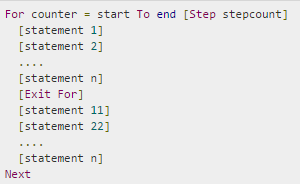 For counter = start To end [Step stepcount]
[statement 1]
[statement 2]
....
[statement n]
[Exit For]
[statement 11]
[statement 22]
....
[statement n]
Next